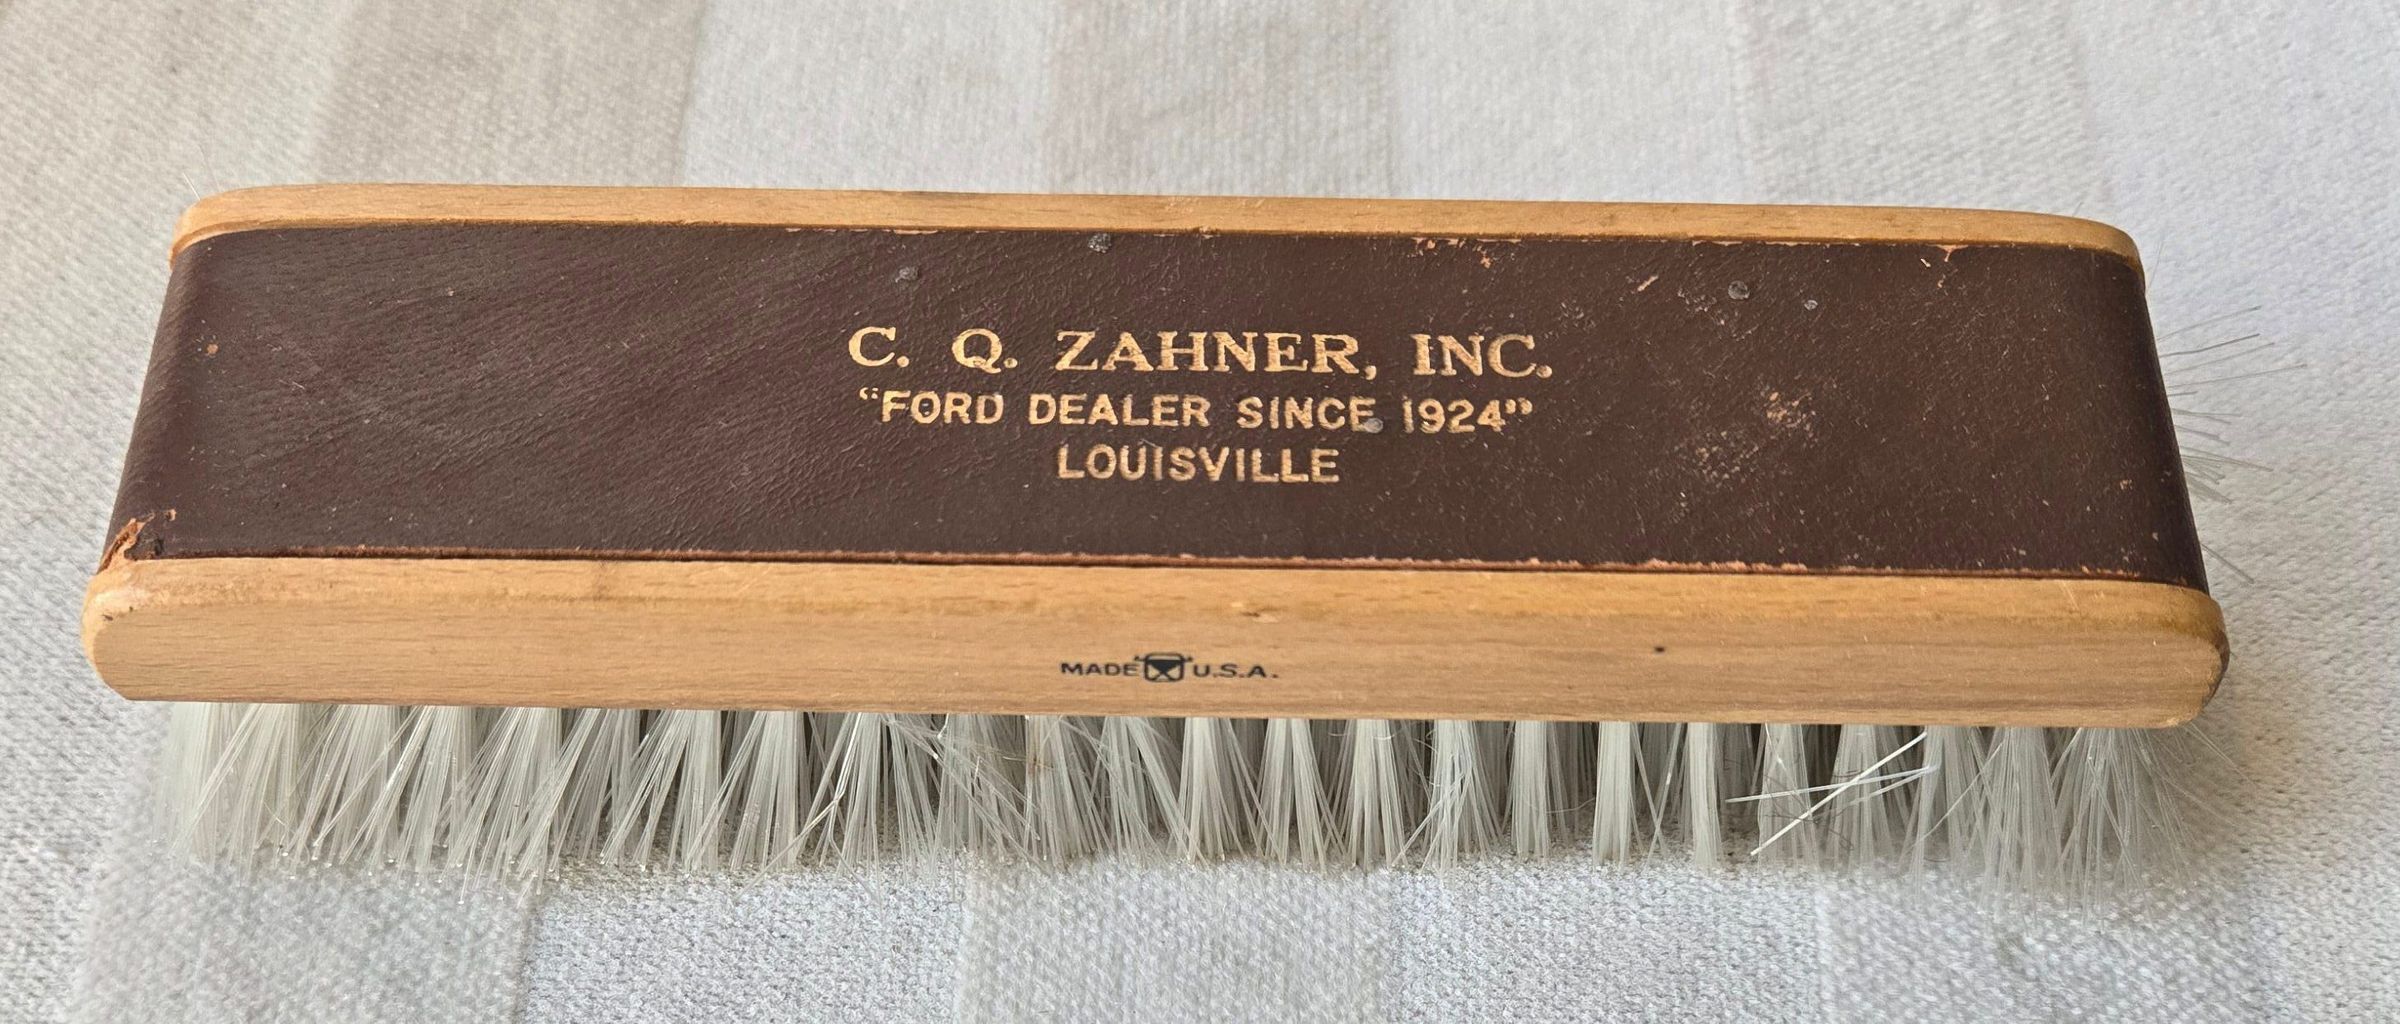 C. Q. ZAHNER, INC.
"FORD DEALER SINCE 1924"
LOUISVILLE
MADE U.S.A.